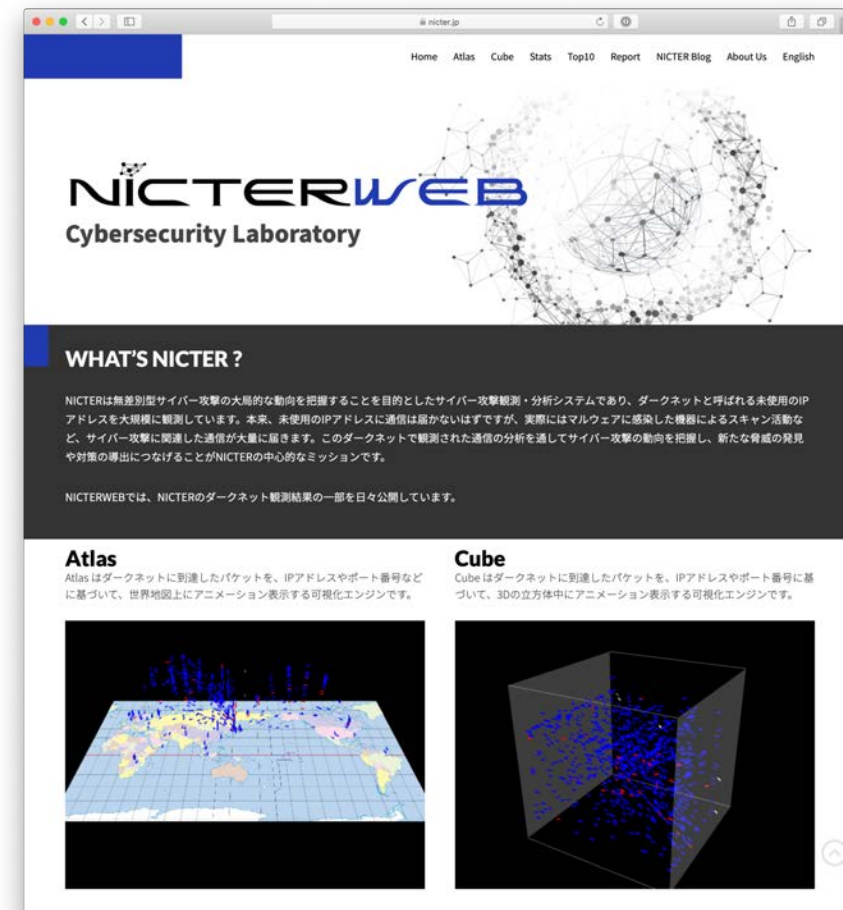 nicter.jp
Home Atlas Cube Stats Top10 Report NICTER Blog About Us English
NICTERWEB
Cybersecurity Laboratory
WHAT'S NICTER ?
NICTERは無差別型サイバー攻撃の大局的な動向を把握することを目的としたサイバー攻撃観測・分析システムであり、ダークネットと呼ばれる未使用のIP
アドレスを大規模に観測しています。本来、未使用のIPアドレスに通信は届かないはずですが、実際にはマルウェアに感染した機器によるスキャン活動な
ど、サイバー攻撃に関連した通信が大量に届きます。このダークネットで観測された通信の分析を通してサイバー攻撃の動向を把握し、新たな脅威の発見
や対策の導出につなげることがNICTERの中心的なミッションです。
NICTERWEBでは、NICTERのダークネット観測結果の一部を日々公開しています。
Atlas
Atlas はダークネットに到達したパケットを、IPアドレスやポート番号など
に基づいて、世界地図上にアニメーション表示する可視化エンジンです。
Cube
Cube はダークネットに到達したパケットを、IPアドレスやポート番号に基
づいて、3Dの立方体中にアニメーション表示する可視化エンジンです。